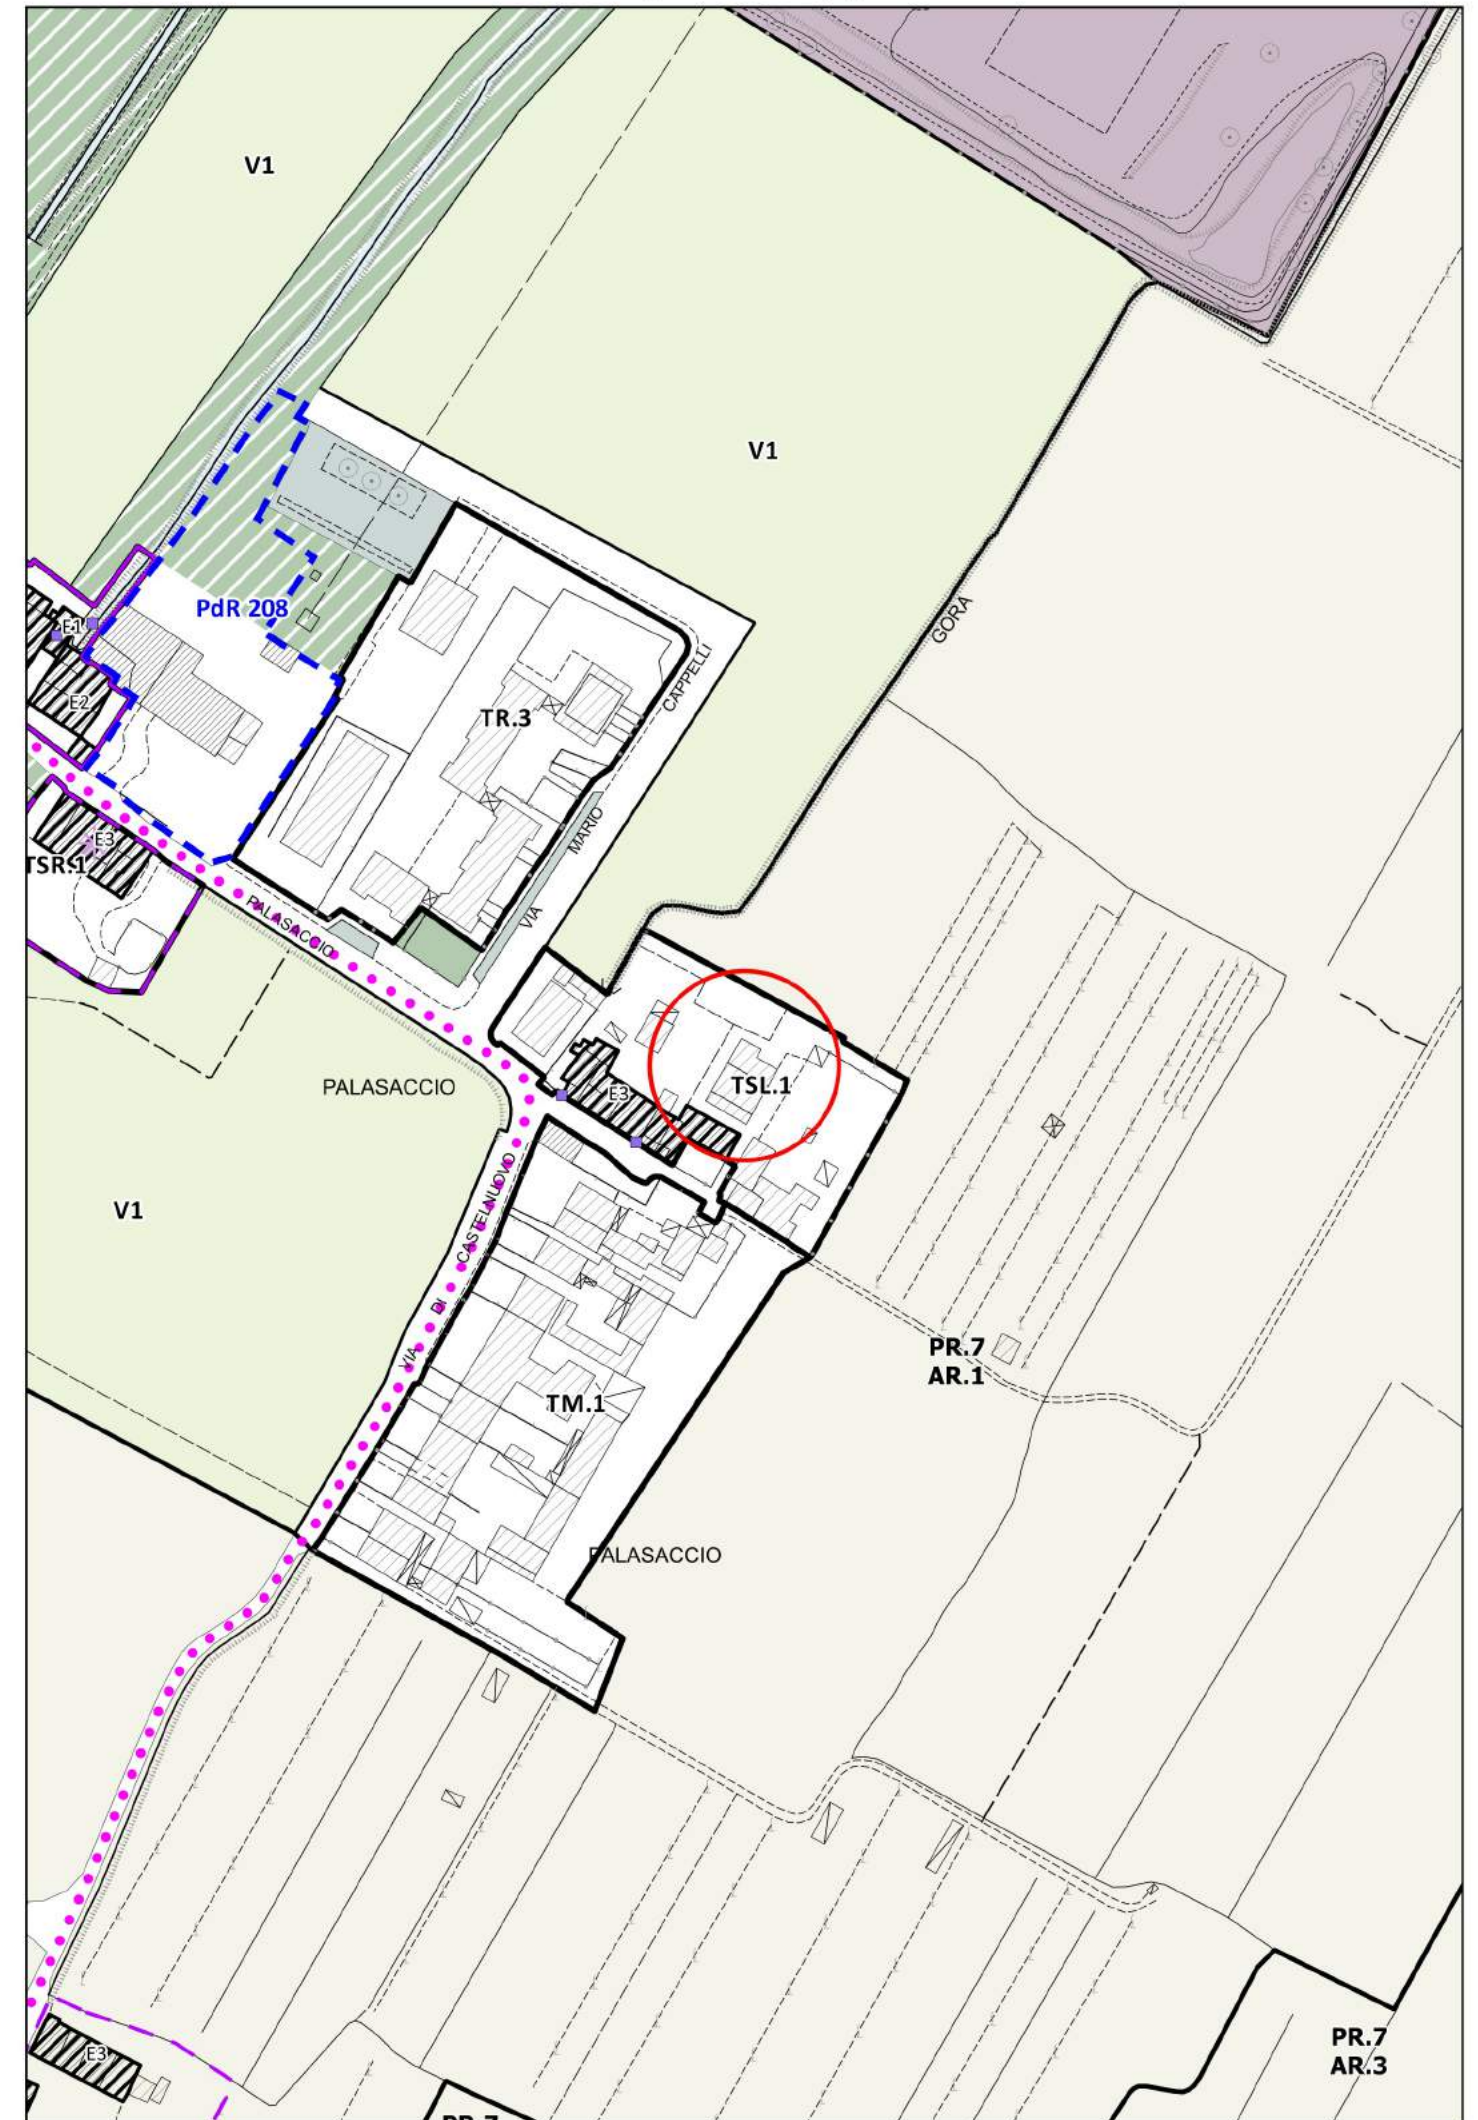 V1
V1
PdR 208
E1
E2
TR.3
CAPPELLI
GORA
MARIO
VIA
E3
TSR.1
PALASACCIO
PALASACCIO
E3
TSL.1
V1
VIA DI CASTELNUOVO
PR.7
AR.1
TM.1
PALASACCIO
E3
PR.7
AR.3